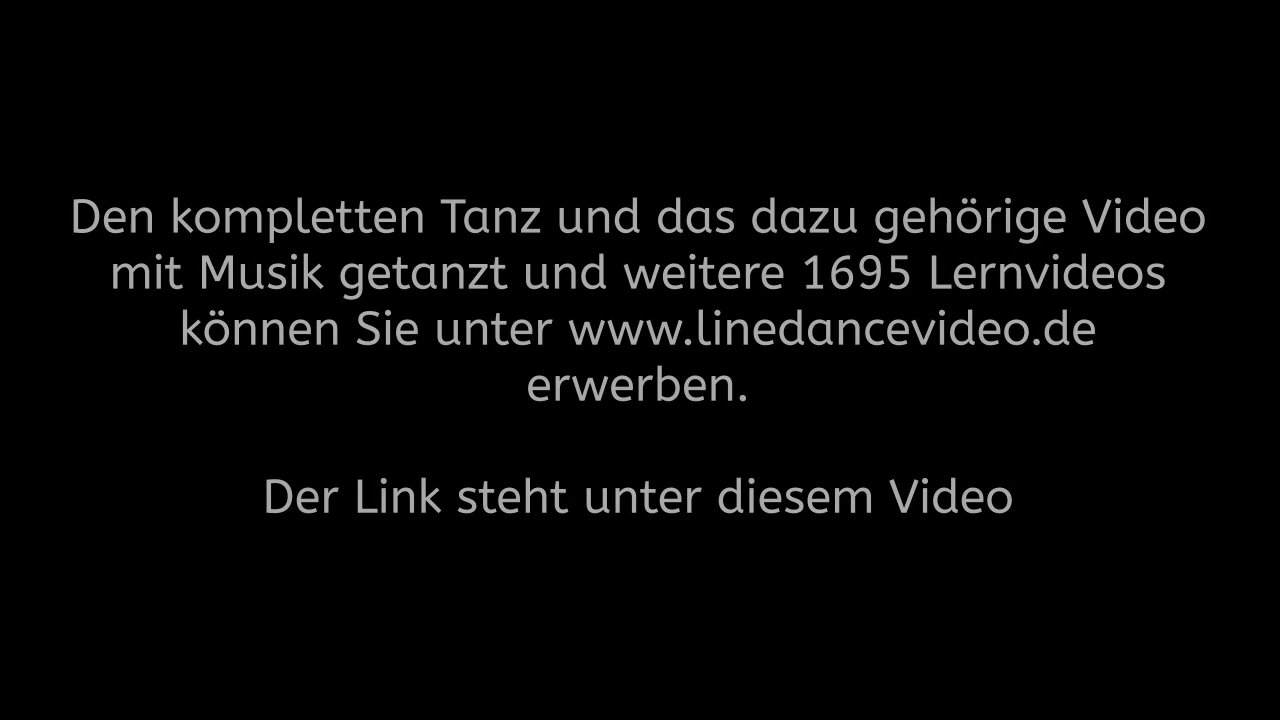 Den kompletten Tanz und das dazu gehörige Video
mit Musik getanzt und weitere 1695 Lernvideos
können Sie unter www.linedancevideo.de
erwerben.
Der Link steht unter diesem Video